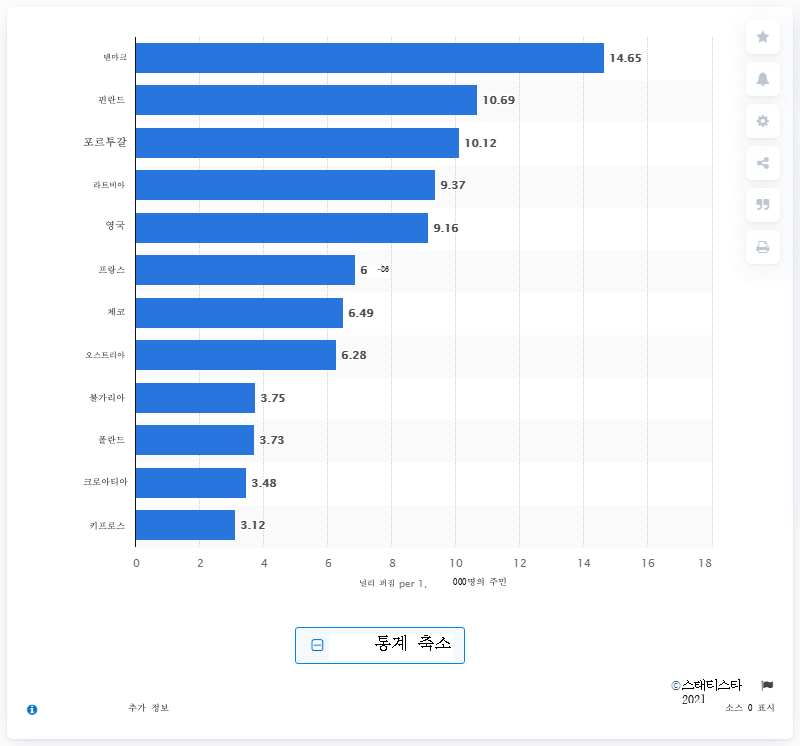 덴마크 14.65
핀란드 10.69
포르투갈 10.12
라트비아 9.37
영국 9.16
프랑스 6 -86
체코 6.49
오스트리아 6.28
불가리아 3.75
폴란드 3.73
크로아티아 3.48
키프로스 3.12
0 2 4 6 8 10 12 14 16 18
널리 퍼짐 per 1, 000명의 주민
통계 축소
©스태티스타 2021
추가 정보
소스 0 표시